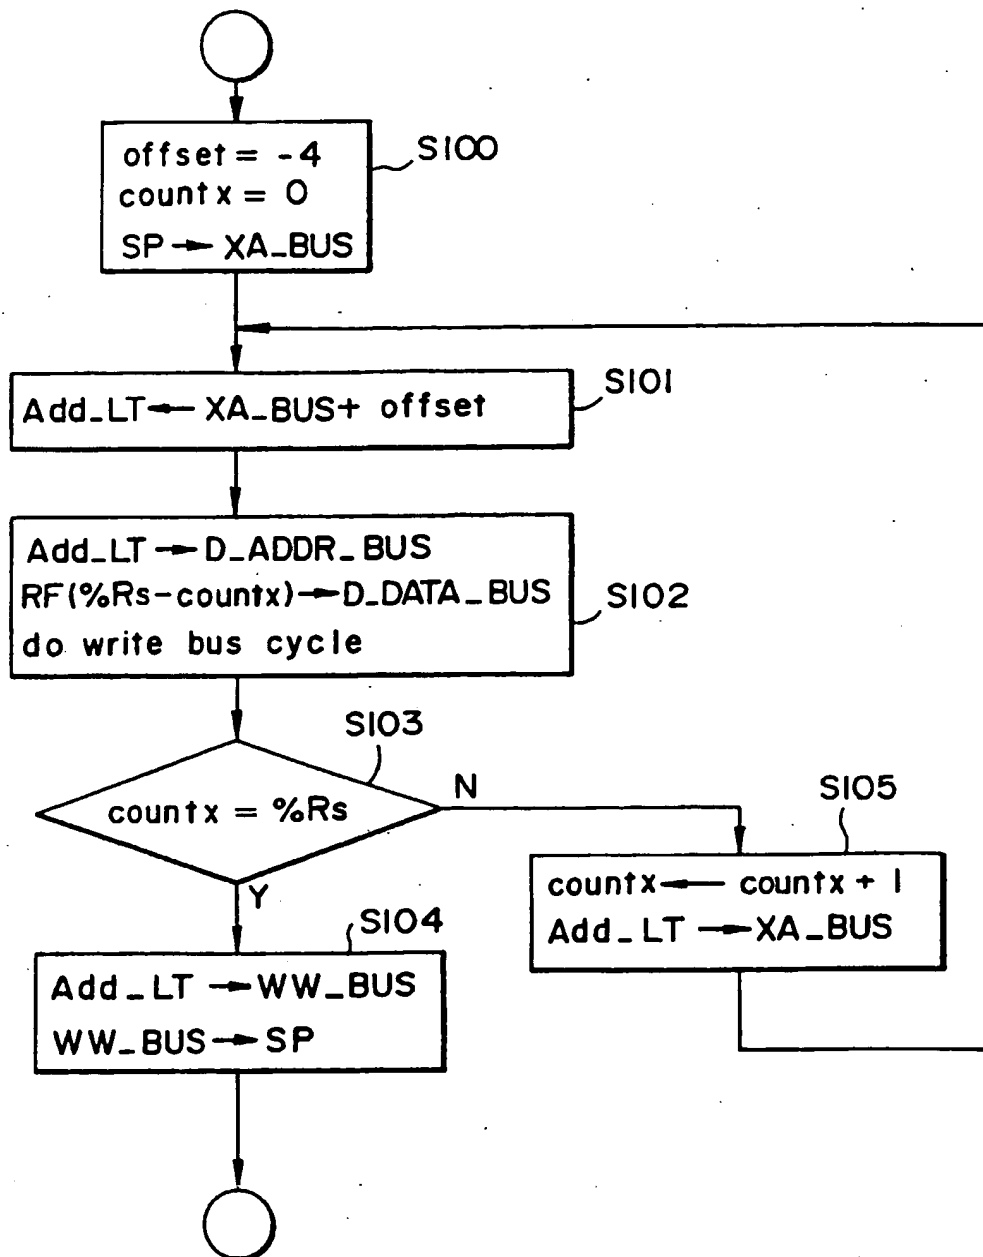 offset = -4
countx = 0
SP → XA_BUS
S100
Add_LT ← XA_BUS + offset
S101
Add_LT → D_ADDR_BUS
RF(%Rs-countx) → D_DATA_BUS
do write bus cycle
S102
S103
countx = %Rs
N
Y
S105
countx ← countx + 1
Add_LT → XA_BUS
S104
Add_LT → WW_BUS
WW_BUS → SP